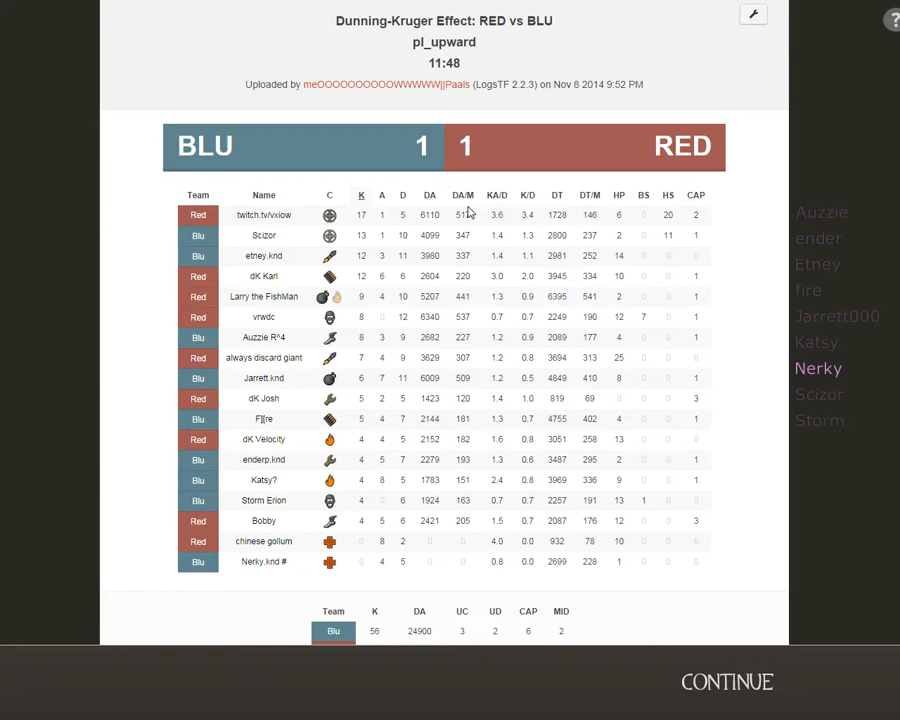 Dunning-Kruger Effect: RED vs BLU
pl_upward
11:48
Uploaded by meOOOOOOOOOOWWWWW||Paals (LogsTF 2.2.3) on Nov 8 2014 9:52 PM
?
BLU 1 1 RED
Team Name C K A D DA DA/M KA/D K/D DT DT/M HP BS HS CAP
Red twitch.tv/vxiow 17 1 5 6110 3.6 3.4 1728 146 6 0 20 2
Blu Scizor 13 1 10 4099 347 1.4 1.3 2800 237 2 0 11 1
Blu etney.knd 12 3 11 3980 337 1.4 1.1 2981 252 14 0 0 0
Red dK Karl 12 6 6 2604 220 3.0 2.0 3945 334 10 0 0 1
Red Larry the FishMan 9 4 10 5207 441 1.3 0.9 6395 541 2 0 0 1
Red vrwdc 8 0 12 6340 537 0.7 0.7 2249 190 12 7 0 1
Blu Auzzie R^4 8 3 9 2682 227 1.2 0.9 2089 177 4 0 0 1
Red always discard giant 7 4 9 3629 307 1.2 0.8 3694 313 25 0 0 0
Blu Jarrett.knd 6 7 11 6009 509 1.2 0.5 4849 410 8 0 0 1
Red dK Josh 5 2 5 1423 120 1.4 1.0 819 69 0 0 3
Blu F][re 5 4 7 2144 181 1.3 0.7 4755 402 4 0 0 1
Red dK Velocity 4 4 5 2152 182 1.6 0.8 3051 258 13 0 0 0
Blu enderp.knd 4 5 7 2279 193 1.3 0.6 3487 295 2 0 0 1
Blu Katsy? 4 8 5 1783 151 2.4 0.8 3969 336 9 0 0 1
Blu Storm Erion 4 0 6 1924 163 0.7 0.7 2257 191 13 1 0 0
Red Bobby 4 5 6 2421 205 1.5 0.7 2087 176 12 0 0 3
Red chinese gollum 0 8 2 0 0 4.0 0.0 932 78 10 0 0 0
Blu Nerky.knd # 0 4 5 0 0 0.8 0.0 2699 228 1 0 0 0
Team K DA UC UD CAP MID
Blu 56 24900 3 2 6 2
Auzzie
ender
Etney
fire
Jarrett000
Katsy
Nerky
Scizor
Storm
CONTINUE